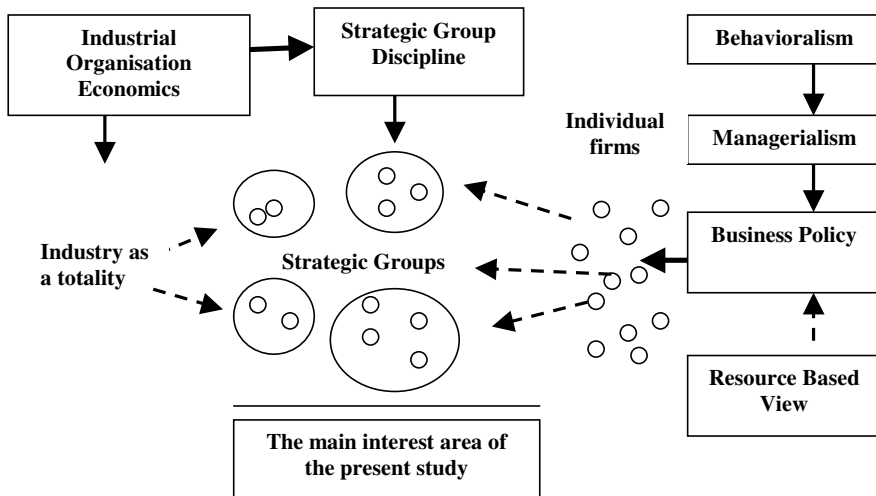 Industrial
Organisation
Economics
Strategic Group
Discipline
Behavioralism
Individual
firms
Managerialism
Industry as
a totality
Strategic Groups
Business Policy
Resource Based
View
The main interest area of
the present study